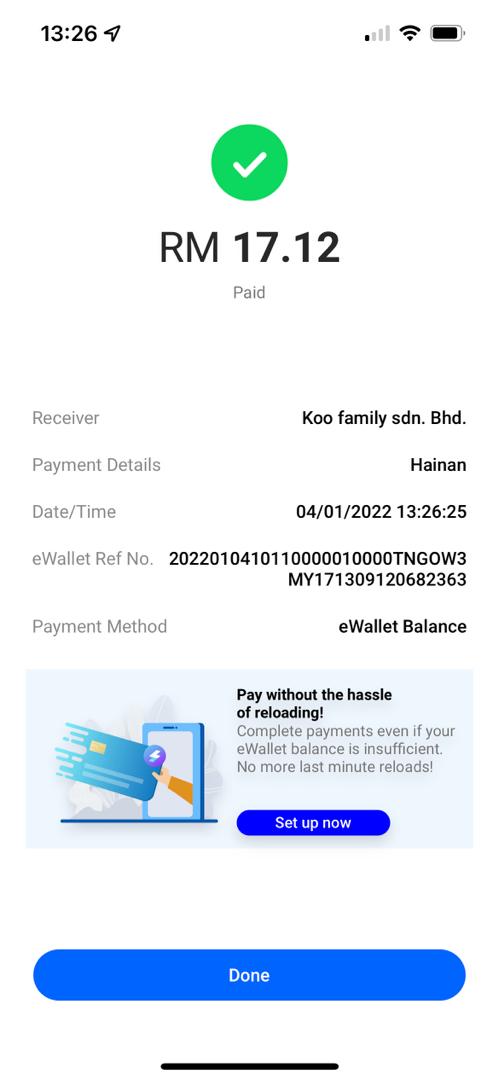 13:26
RM 17.12
Paid
Receiver Koo family sdn. Bhd.
Payment Details Hainan
Date/Time 04/01/2022 13:26:25
eWallet Ref No. 20220104101110000010000TNGOW3
MY171309120682363
Payment Method eWallet Balance
Pay without the hassle
of reloading!
Complete payments even if your
eWallet balance is insufficient.
No more last minute reloads!
Set up now
Done